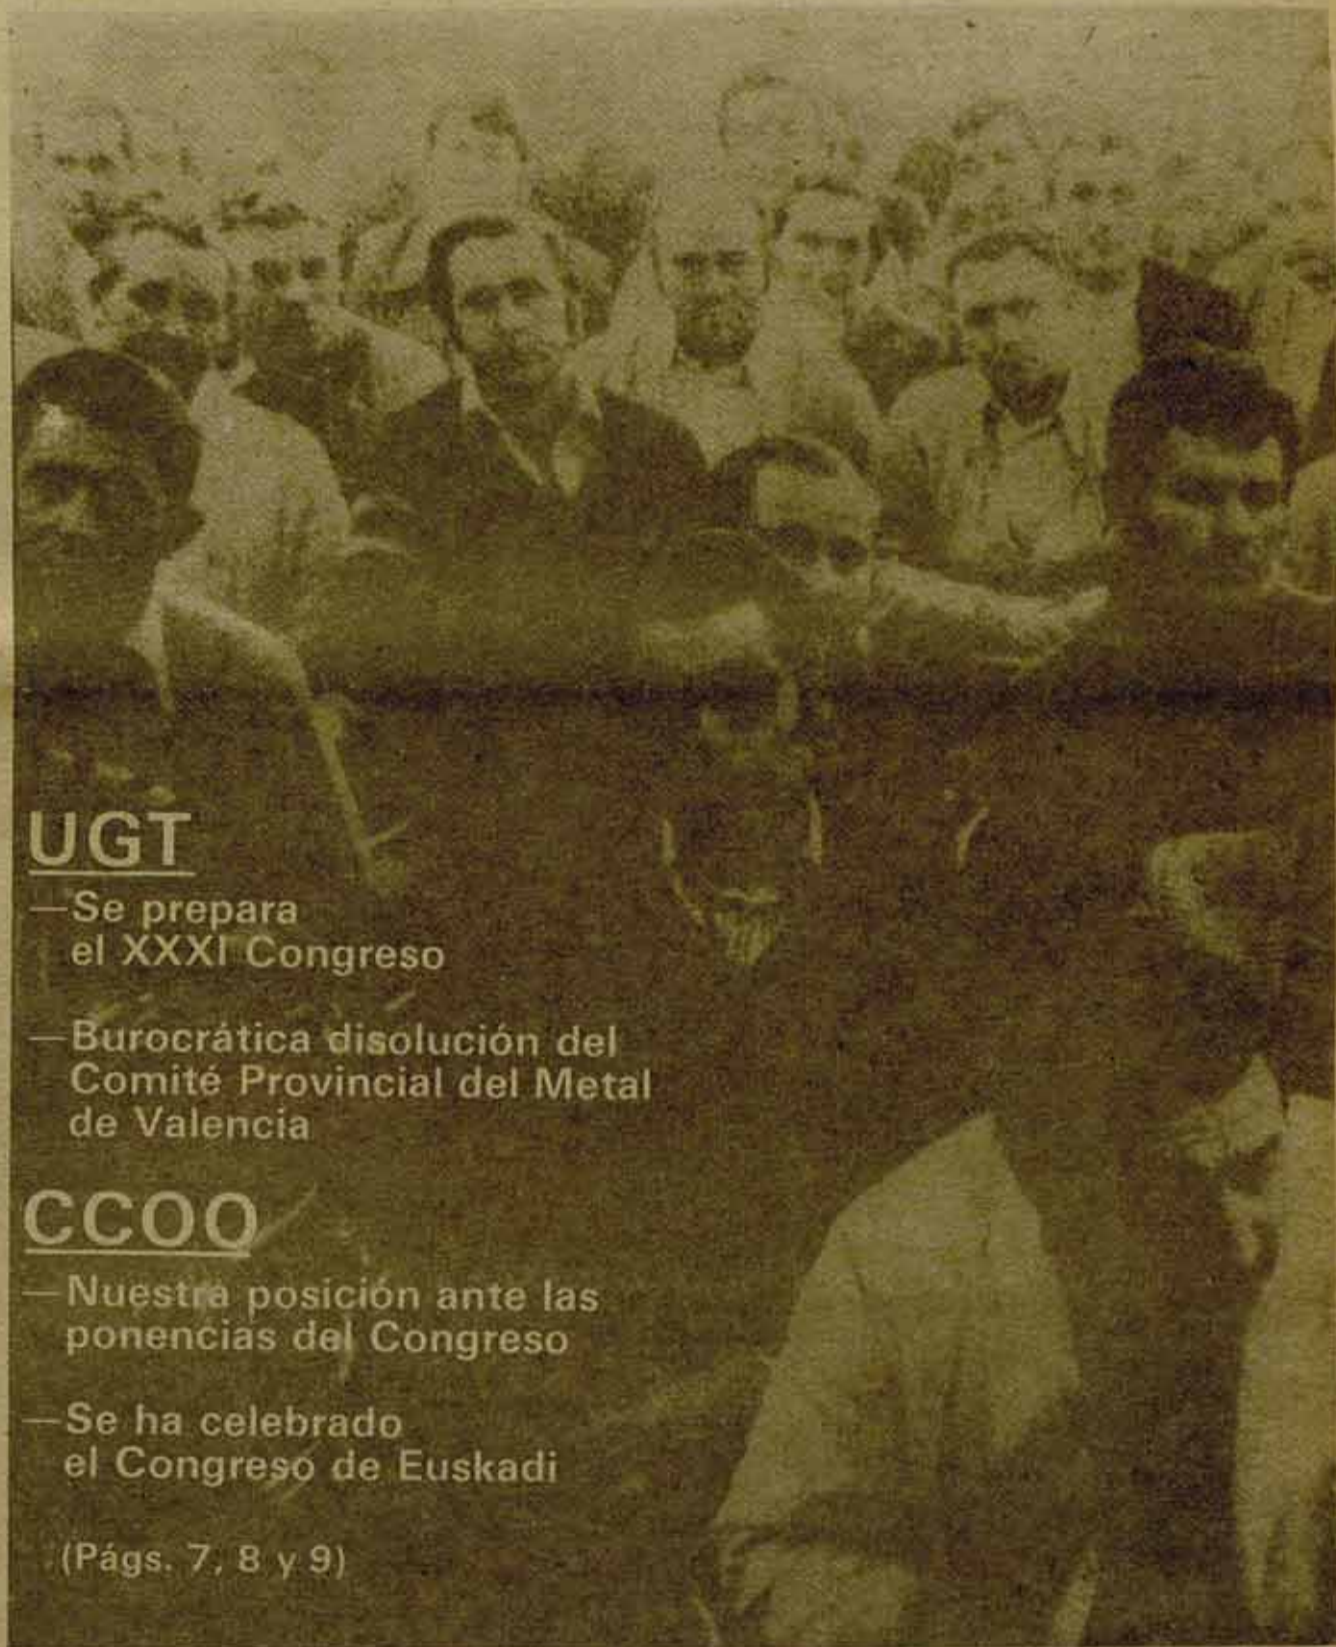 UGT
—Se prepara
el XXXI Congreso
—Burocrática disolución del
Comité Provincial del Metal
de Valencia
CCOO
—Nuestra posición ante las
ponencias del Congreso
—Se ha celebrado
el Congreso de Euskadi
(Págs. 7, 8 y 9)